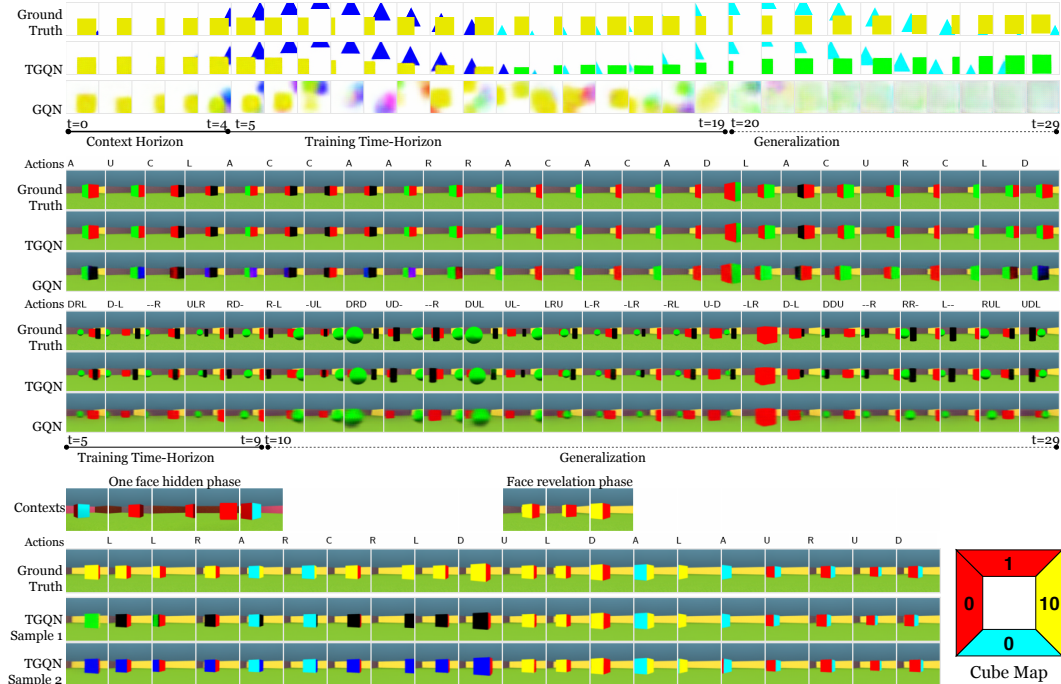 Ground
Truth
TGQN
GQN
t=0 t=4 t=5 t=19 t=20 t=29
Context Horizon Training Time-Horizon Generalization
Actions A U C L A C C A A R R A C A C A D L A C U R C L D
Ground
Truth
TGQN
GQN
Actions DRL D-L --R ULR RD- R-L -UL DRD UD- --R DUL UL- LRU L-R -LR -RL U-D -LR D-L DDU --R RR- L-- RUL UDL
Ground
Truth
TGQN
GQN
t=5 t=9 t=10 t=29
Training Time-Horizon Generalization
One face hidden phase Face revelation phase
Contexts
Actions L L R A R C R L D U L D A L A U R U D
Ground
Truth
TGQN
Sample 1
TGQN
Sample 2
1
0 10
0
Cube Map